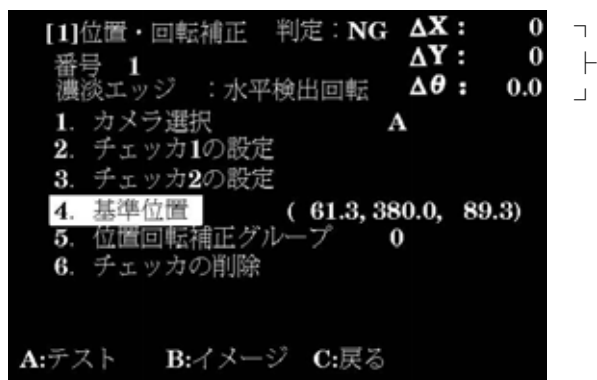 [1]位置・回転補正 判定：NG ΔX： 0
番号 1 ΔY： 0
濃淡エッジ ：水平検出回転 Δθ： 0.0
1. カメラ選択 A
2. チェッカ1の設定
3. チェッカ2の設定
4. 基準位置 ( 61.3, 380.0, 89.3)
5. 位置回転補正グループ 0
6. チェッカの削除
A:テスト B:イメージ C:戻る